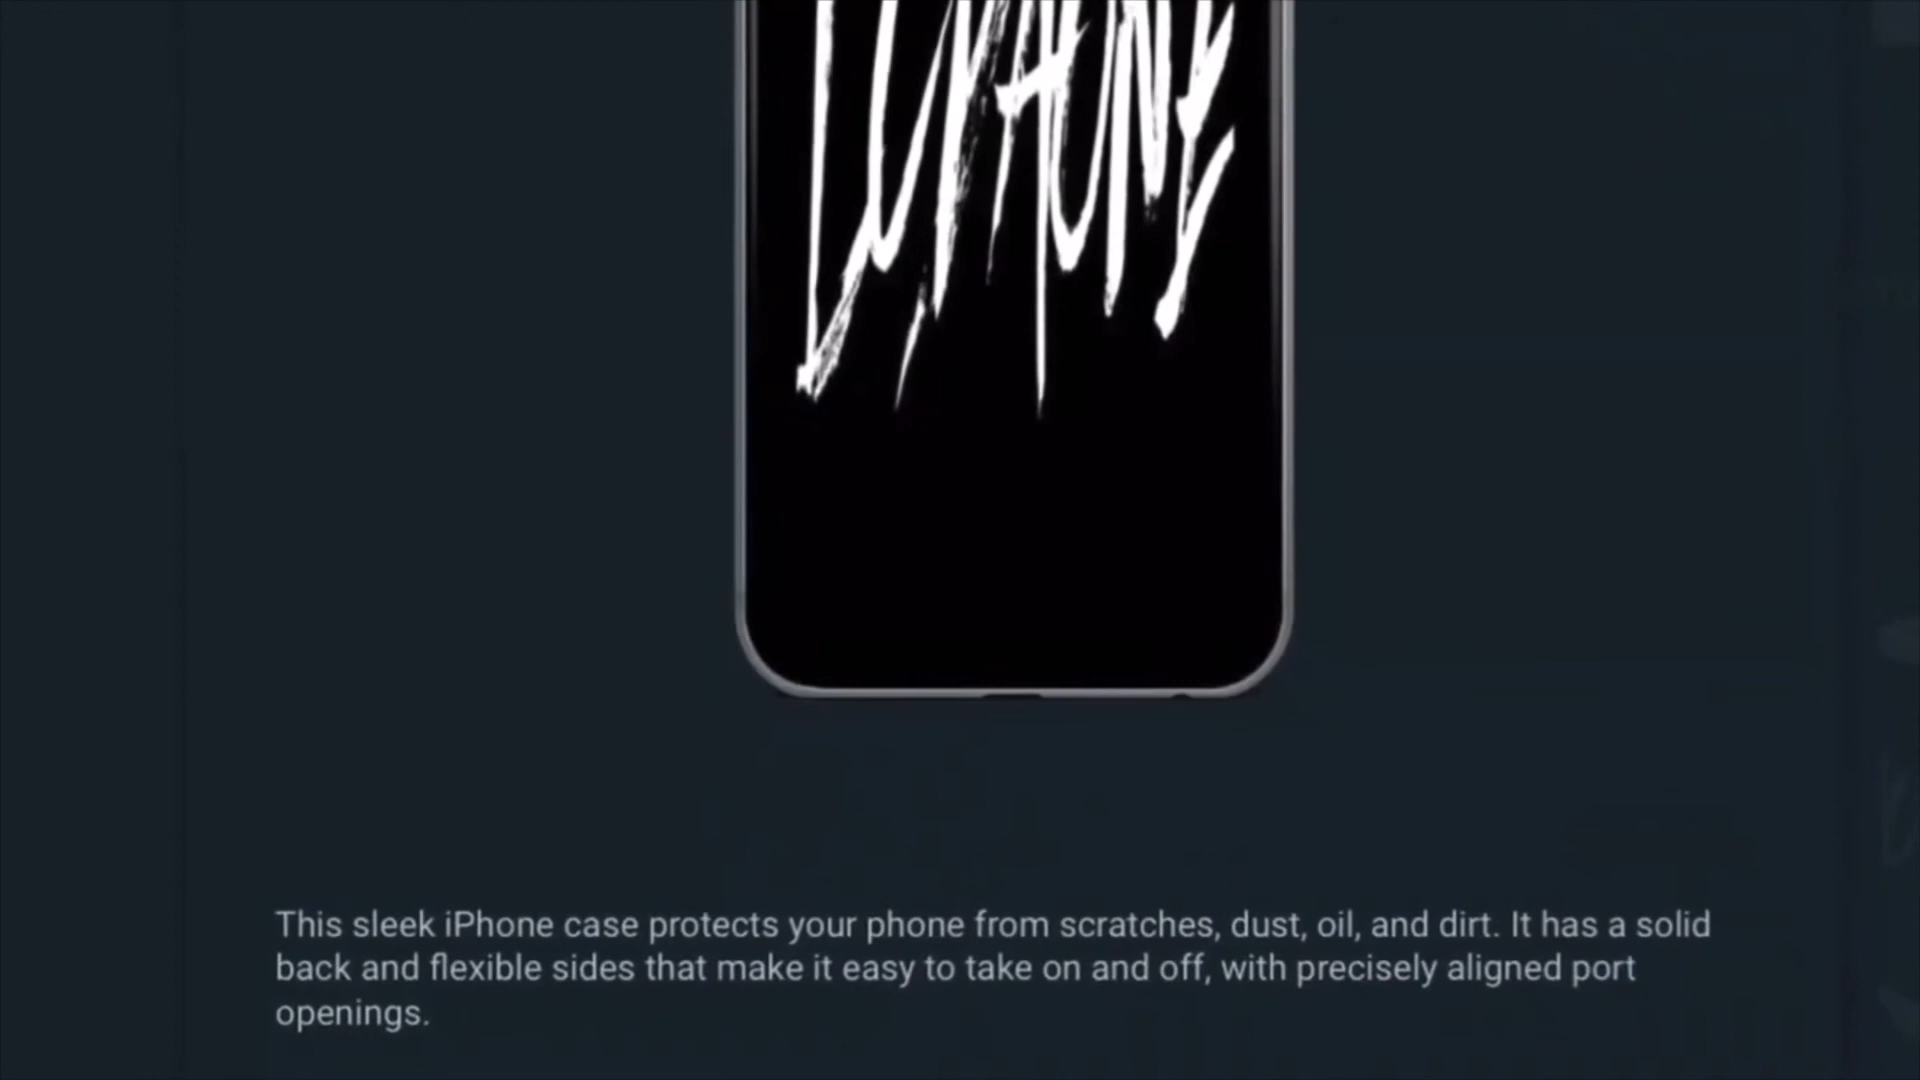 This sleek iPhone case protects your phone from scratches, dust, oil, and dirt. It has a solid
back and flexible sides that make it easy to take on and off, with precisely aligned port
openings.